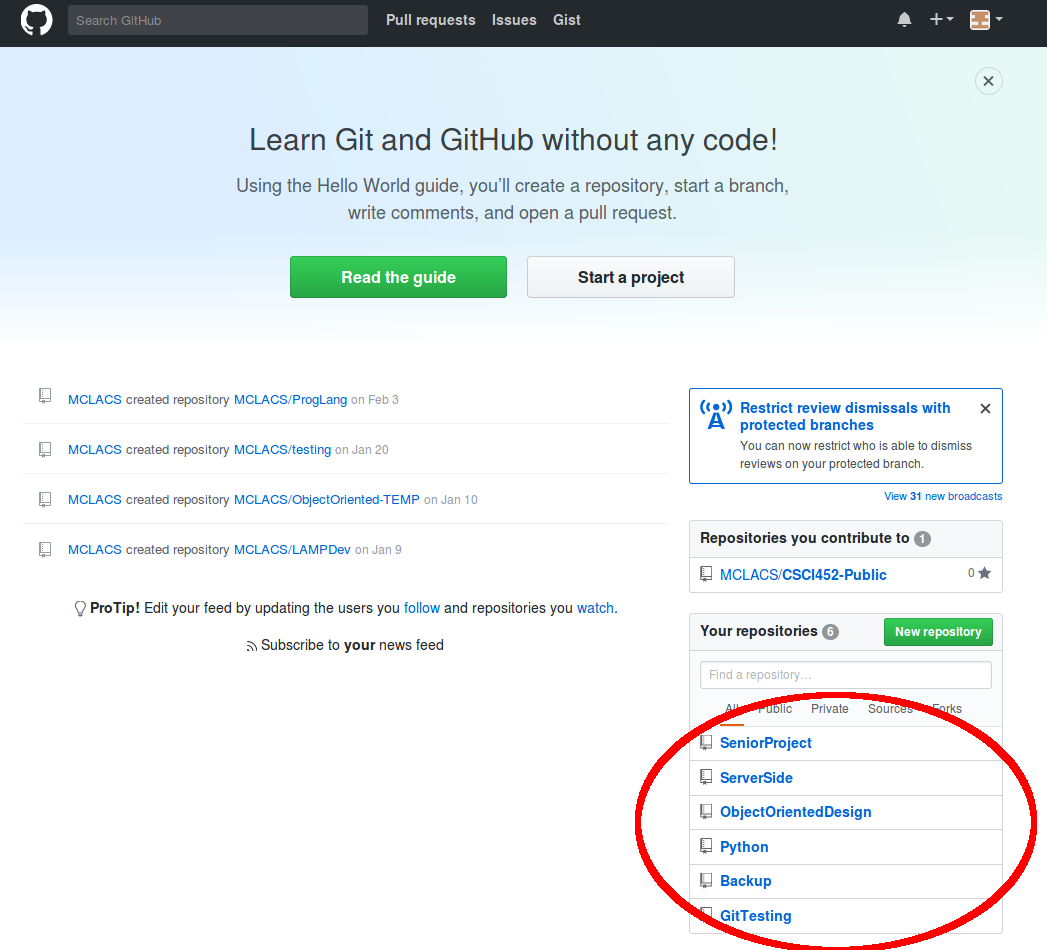 Search GitHub Pull requests Issues Gist
Learn Git and GitHub without any code!
Using the Hello World guide, you’ll create a repository, start a branch,
write comments, and open a pull request.
Read the guide Start a project
MCLACS created repository MCLACS/ProgLang on Feb 3
MCLACS created repository MCLACS/testing on Jan 20
MCLACS created repository MCLACS/ObjectOriented-TEMP on Jan 10
MCLACS created repository MCLACS/LAMPDev on Jan 9
ProTip! Edit your feed by updating the users you follow and repositories you watch.
Subscribe to your news feed
Restrict review dismissals with
protected branches
You can now restrict who is able to dismiss
reviews on your protected branch.
View 31 new broadcasts
Repositories you contribute to 1
MCLACS/CSCI452-Public 0
Your repositories 6 New repository
Find a repository…
All Public Private Sources Forks
SeniorProject
ServerSide
ObjectOrientedDesign
Python
Backup
GitTesting